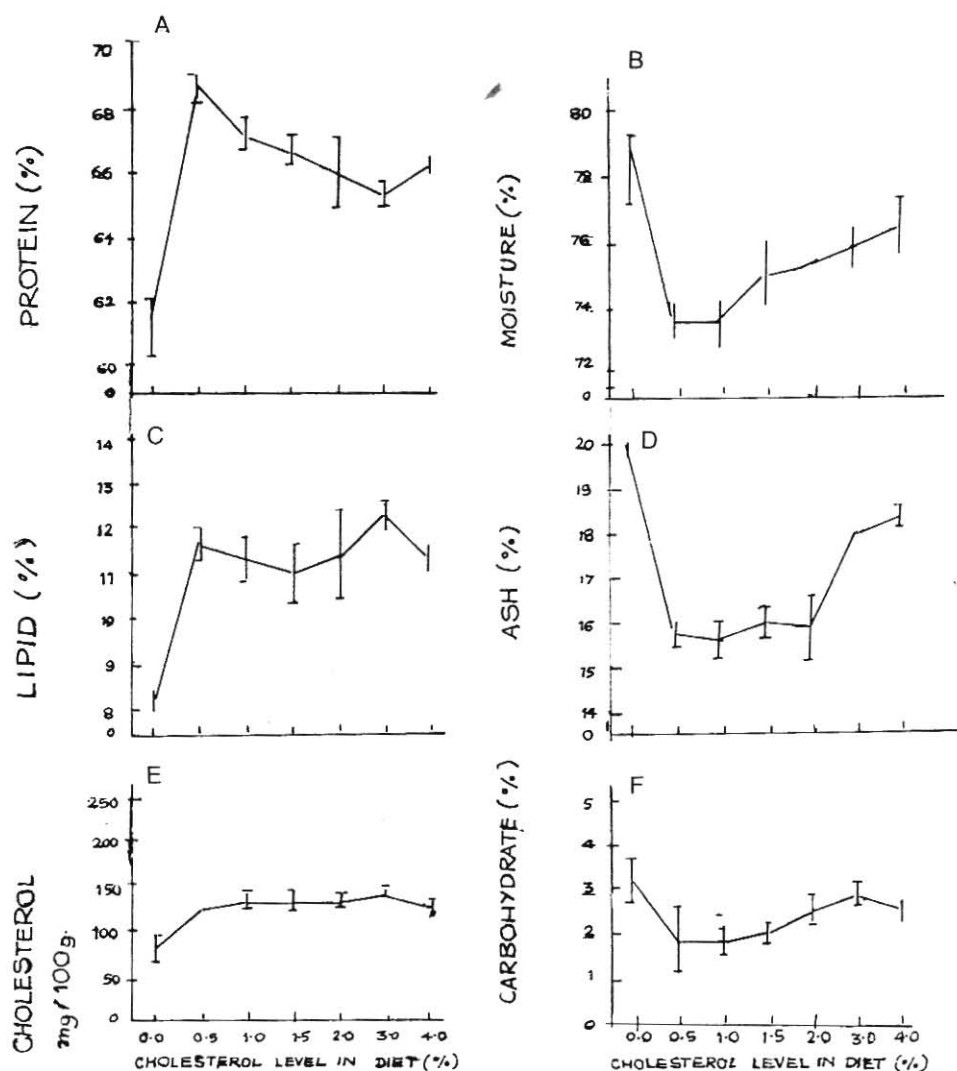 A
PROTEIN (%)
70
68
66
64
62
60
0
B
MOISTURE (%)
80
78
76
74
72
0
C
LIPID (%)
14
13
12
11
10
9
8
0
D
ASH (%)
20
19
18
17
16
15
14
0
E
CHOLESTEROL
mg/100g.
250
200
150
100
50
0
0.0 0.5 1.0 1.5 2.0 3.0 4.0
CHOLESTEROL LEVEL IN DIET (%)
F
CARBOHYDRATE (%)
5
4
3
2
1
0
0.0 0.5 1.0 1.5 2.0 3.0 4.0
CHOLESTEROL LEVEL IN DIET (%)